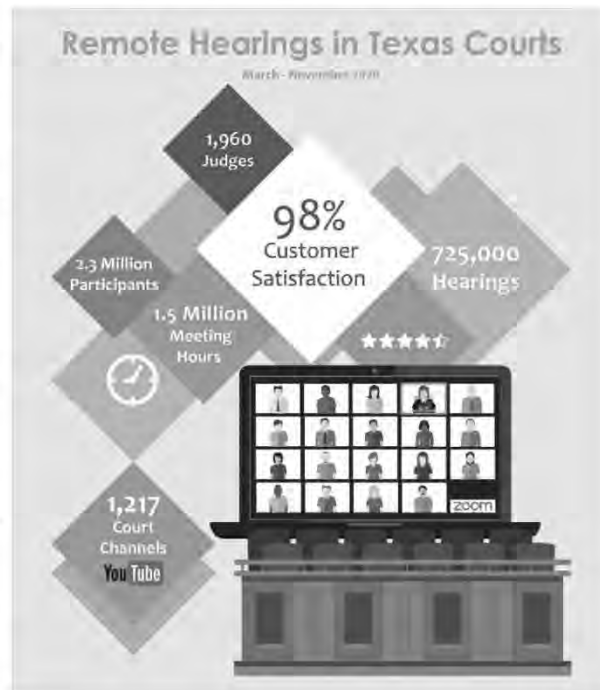 Remote Hearings in Texas Courts
March - November 2020
1,960
Judges
98%
Customer
Satisfaction
725,000
Hearings
2.3 Million
Participants
1.5 Million
Meeting
Hours
zoom
1,217
Court
Channels
YouTube